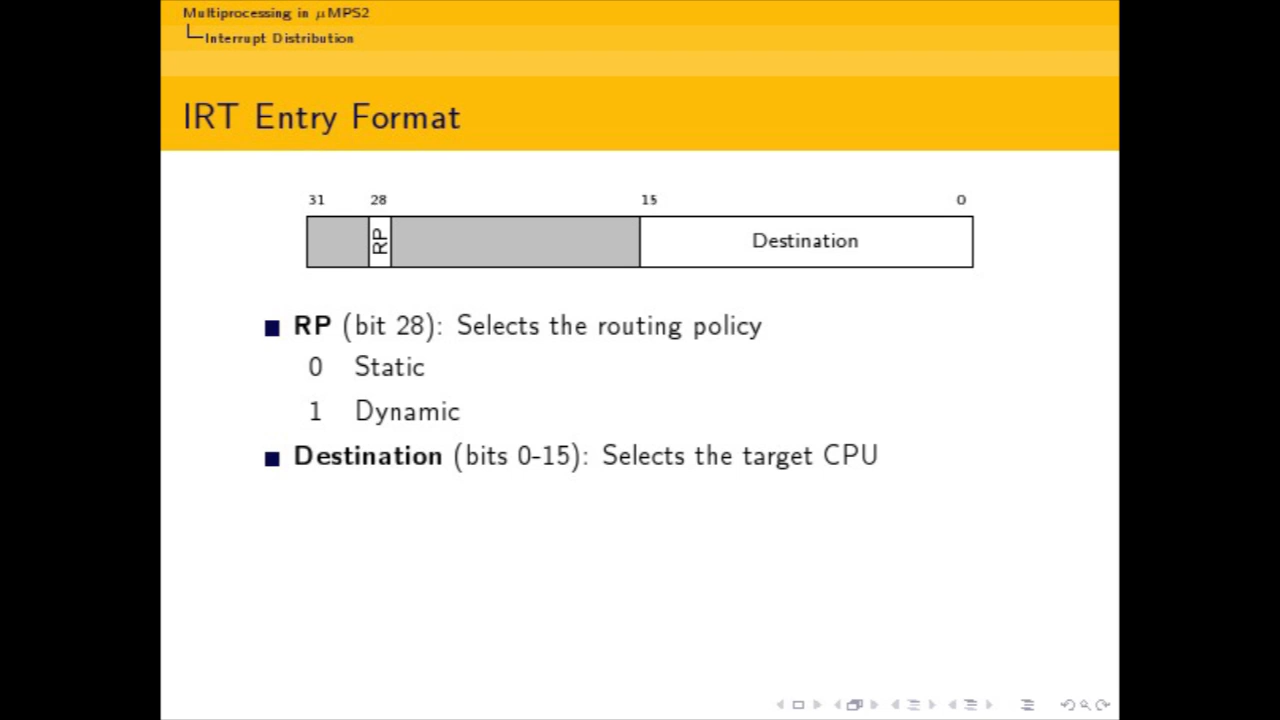 Multiprocessing in μMPS2
Interrupt Distribution
IRT Entry Format
31 28 15 0
RP Destination
RP (bit 28): Selects the routing policy
0 Static
1 Dynamic
Destination (bits 0-15): Selects the target CPU